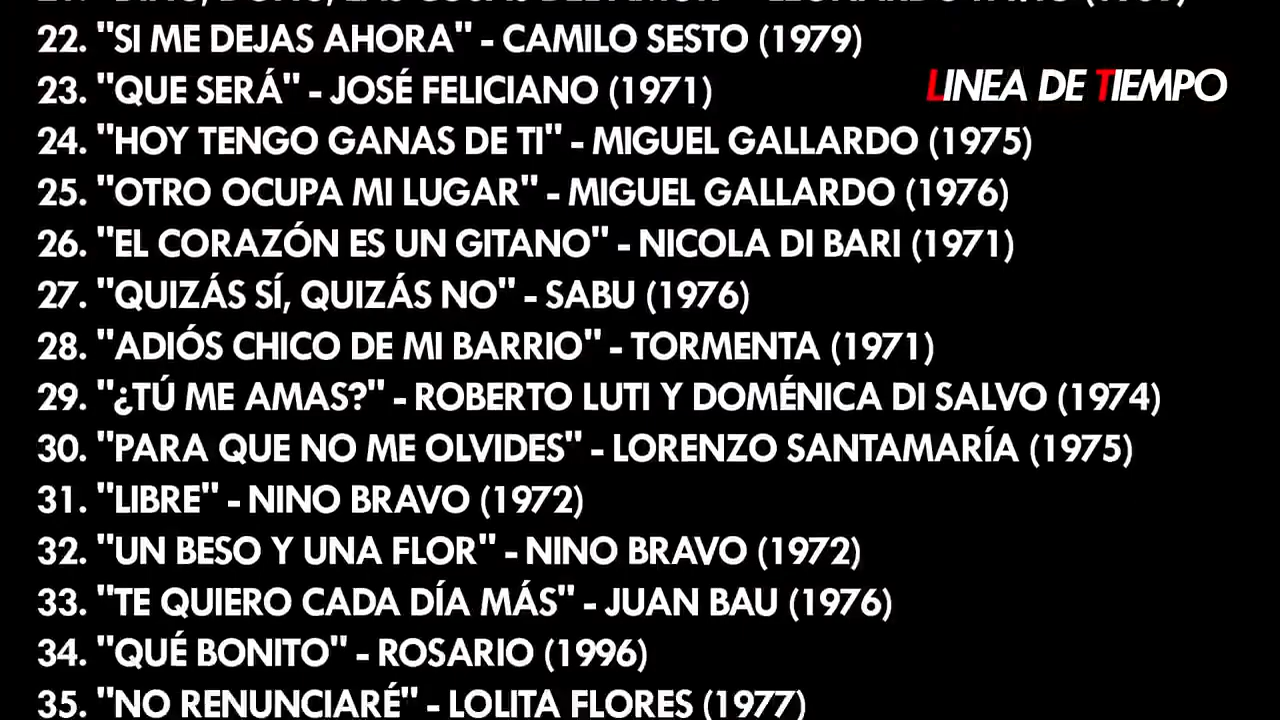 22. "SI ME DEJAS AHORA" - CAMILO SESTO (1979)
23. "QUE SERÁ" - JOSÉ FELICIANO (1971)
LINEA DE TIEMPO
24. "HOY TENGO GANAS DE TI" - MIGUEL GALLARDO (1975)
25. "OTRO OCUPA MI LUGAR" - MIGUEL GALLARDO (1976)
26. "EL CORAZÓN ES UN GITANO" - NICOLA DI BARI (1971)
27. "QUIZÁS SÍ, QUIZÁS NO" - SABU (1976)
28. "ADIÓS CHICO DE MI BARRIO" - TORMENTA (1971)
29. "¿TÚ ME AMAS?" - ROBERTO LUTI Y DOMÉNICA DI SALVO (1974)
30. "PARA QUE NO ME OLVIDES" - LORENZO SANTAMARÍA (1975)
31. "LIBRE" - NINO BRAVO (1972)
32. "UN BESO Y UNA FLOR" - NINO BRAVO (1972)
33. "TE QUIERO CADA DÍA MÁS" - JUAN BAU (1976)
34. "QUÉ BONITO" - ROSARIO (1996)
35. "NO RENUNCIARÉ" - LOLITA FLORES (1977)